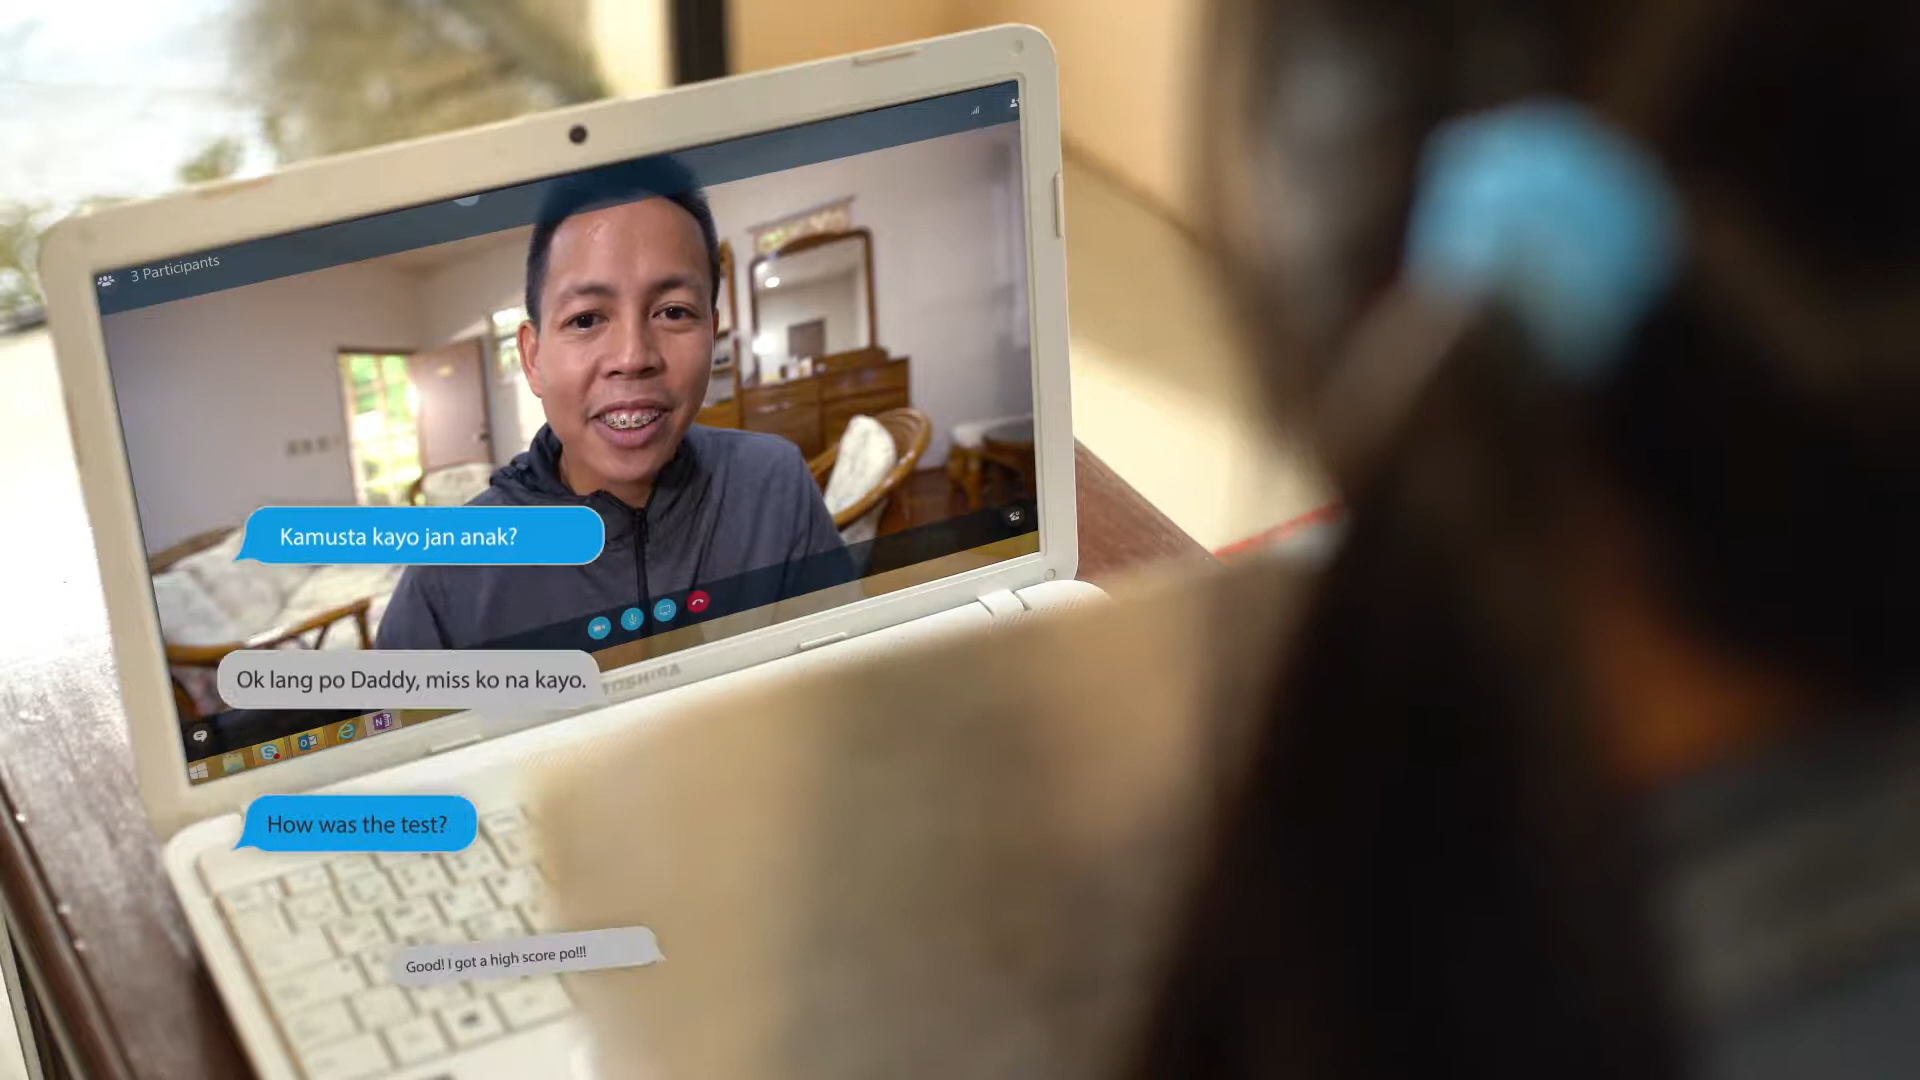 3 Participants
Kamusta kayo jan anak?
Ok lang po Daddy, miss ko na kayo.
TOSHIBA
How was the test?
Good! I got a high score po!!!